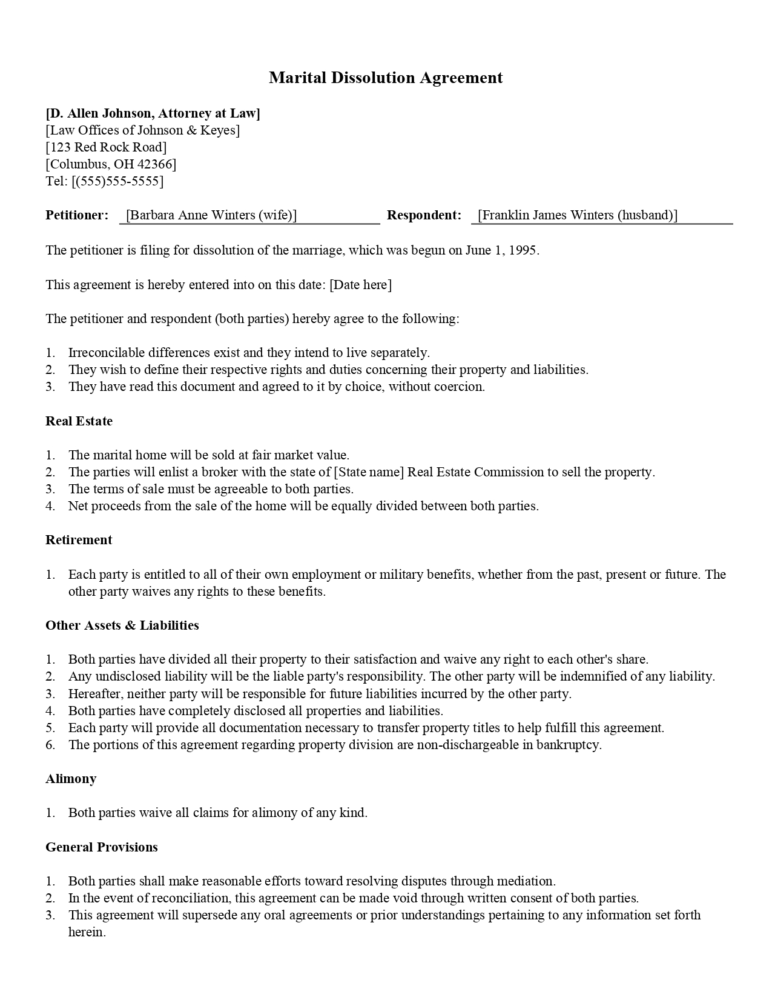 Marital Dissolution Agreement
[D. Allen Johnson, Attorney at Law]
[Law Offices of Johnson & Keyes]
[123 Red Rock Road]
[Columbus, OH 42366]
Tel: [(555)555-5555]
Petitioner: [Barbara Anne Winters (wife)] Respondent: [Franklin James Winters (husband)]
The petitioner is filing for dissolution of the marriage, which was begun on June 1, 1995.
This agreement is hereby entered into on this date: [Date here]
The petitioner and respondent (both parties) hereby agree to the following:
1. Irreconcilable differences exist and they intend to live separately.
2. They wish to define their respective rights and duties concerning their property and liabilities.
3. They have read this document and agreed to it by choice, without coercion.
Real Estate
1. The marital home will be sold at fair market value.
2. The parties will enlist a broker with the state of [State name] Real Estate Commission to sell the property.
3. The terms of sale must be agreeable to both parties.
4. Net proceeds from the sale of the home will be equally divided between both parties.
Retirement
1. Each party is entitled to all of their own employment or military benefits, whether from the past, present or future. The
other party waives any rights to these benefits.
Other Assets & Liabilities
1. Both parties have divided all their property to their satisfaction and waive any right to each other's share.
2. Any undisclosed liability will be the liable party's responsibility. The other party will be indemnified of any liability.
3. Hereafter, neither party will be responsible for future liabilities incurred by the other party.
4. Both parties have completely disclosed all properties and liabilities.
5. Each party will provide all documentation necessary to transfer property titles to help fulfill this agreement.
6. The portions of this agreement regarding property division are non-dischargeable in bankruptcy.
Alimony
1. Both parties waive all claims for alimony of any kind.
General Provisions
1. Both parties shall make reasonable efforts toward resolving disputes through mediation.
2. In the event of reconciliation, this agreement can be made void through written consent of both parties.
3. This agreement will supersede any oral agreements or prior understandings pertaining to any information set forth
herein.